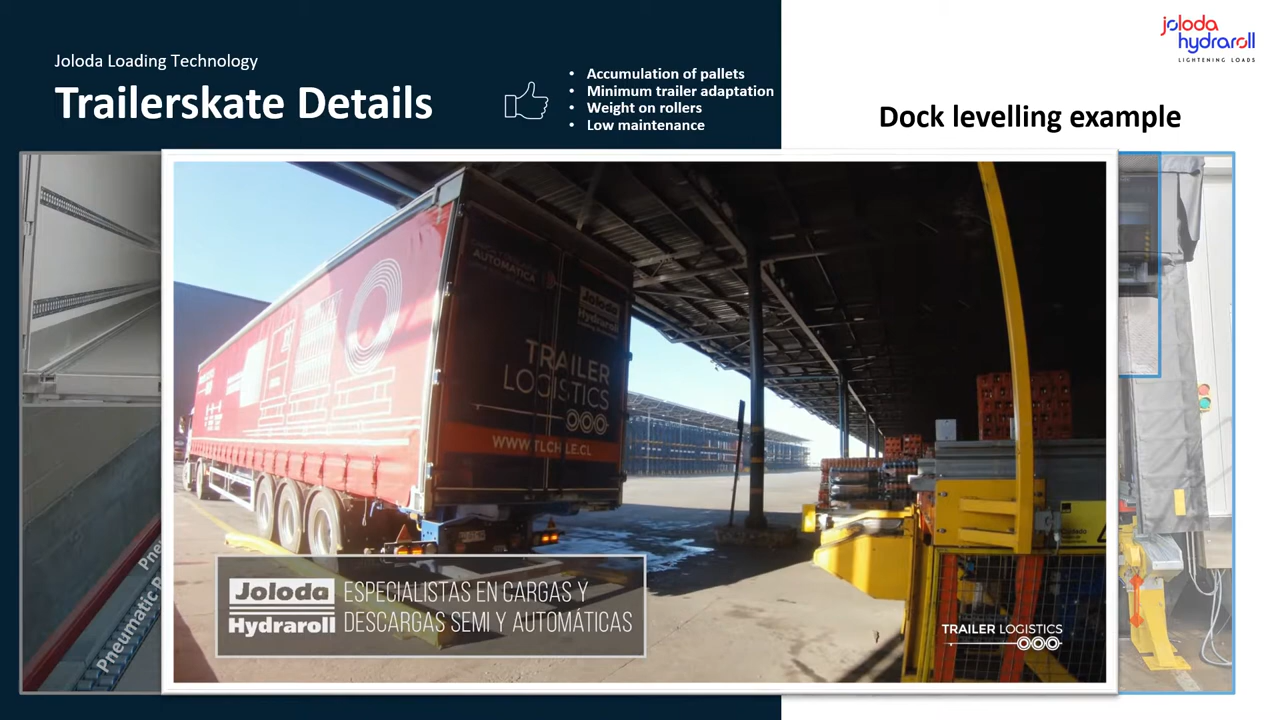 joloda
hydraroll
LIGHTENING LOADS
Joloda Loading Technology
Trailerskate Details
• Accumulation of pallets
• Minimum trailer adaptation
• Weight on rollers
• Low maintenance
Dock levelling example
AUTOMATICA
Joloda
Hydraroll
TRAILER
LOGISTICS
WWW.TLCHILE.CL
Joloda
Hydraroll
ESPECIALISTAS EN CARGAS Y
DESCARGAS SEMI Y AUTOMÁTICAS
TRAILER LOGISTICS
Pneumatic R
Pneu